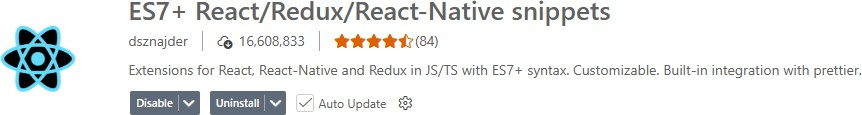 ES7+ React/Redux/React-Native snippets
dsznajder 16,608,833 (84)
Extensions for React, React-Native and Redux in JS/TS with ES7+ syntax. Customizable. Built-in integration with prettier.
Disable Uninstall Auto Update